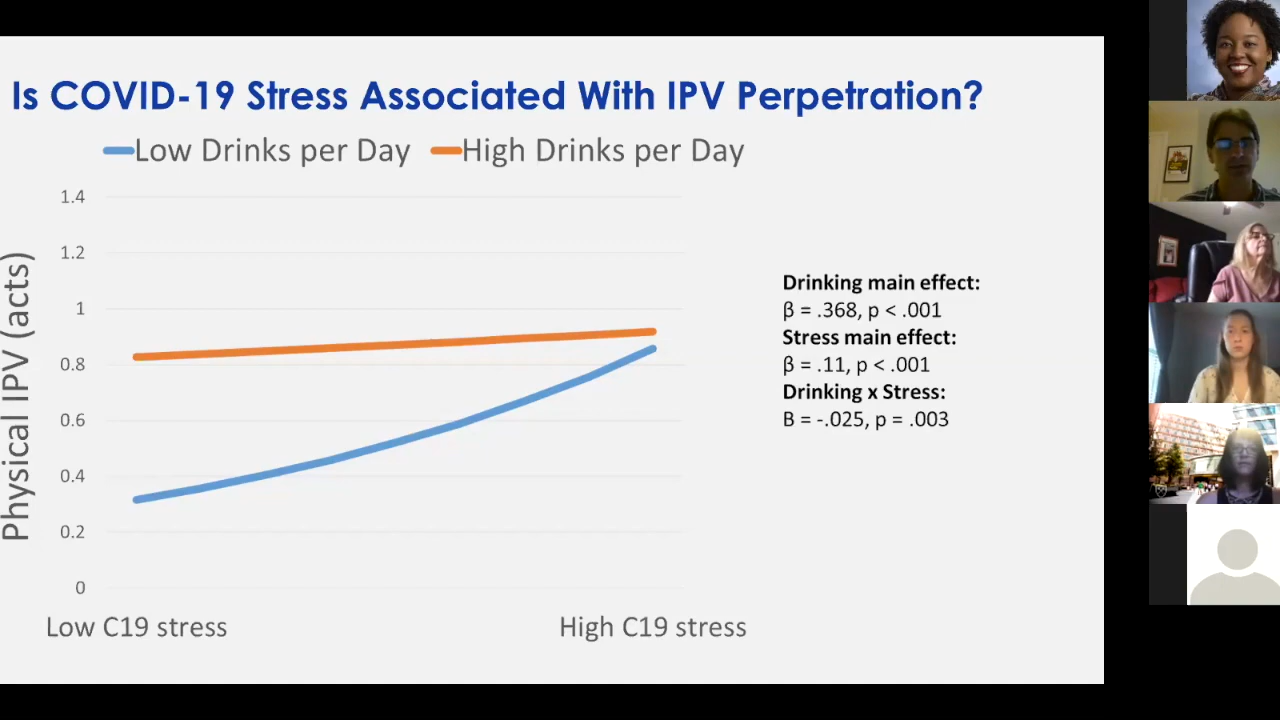 Is COVID-19 Stress Associated With IPV Perpetration?
Low Drinks per Day High Drinks per Day
1.4
1.2
1
0.8
0.6
0.4
0.2
0
Physical IPV (acts)
Low C19 stress High C19 stress
Drinking main effect:
β = .368, p < .001
Stress main effect:
β = .11, p < .001
Drinking x Stress:
B = -.025, p = .003